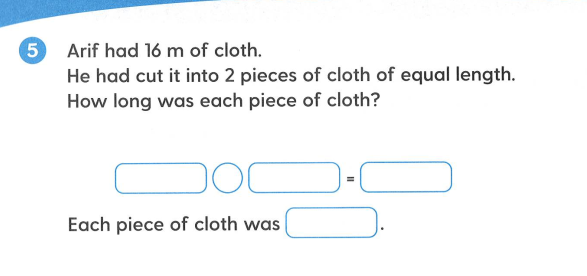 5 Arif had 16 m of cloth.
He had cut it into 2 pieces of cloth of equal length.
How long was each piece of cloth?
=
Each piece of cloth was .